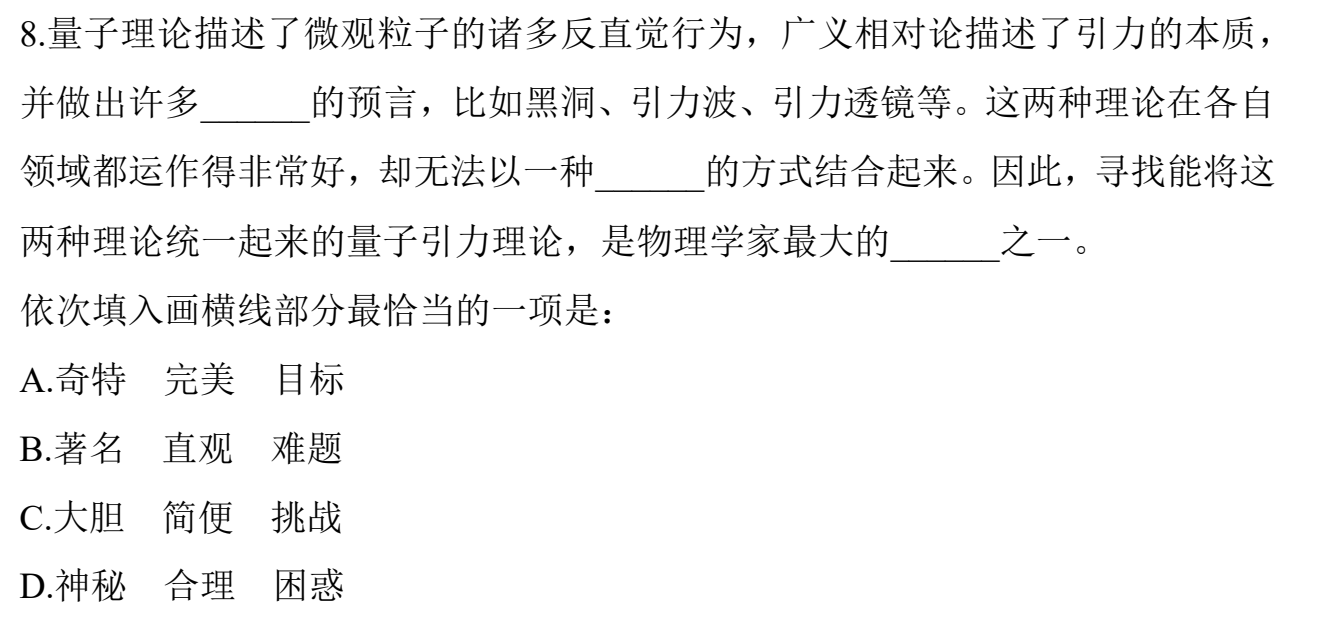 8.量子理论描述了微观粒子的诸多反直觉行为，广义相对论描述了引力的本质，
并做出许多______的预言，比如黑洞、引力波、引力透镜等。这两种理论在各自
领域都运作得非常好，却无法以一种______的方式结合起来。因此，寻找能将这
两种理论统一起来的量子引力理论，是物理学家最大的______之一。
依次填入画横线部分最恰当的一项是：
A.奇特 完美 目标
B.著名 直观 难题
C.大胆 简便 挑战
D.神秘 合理 困惑